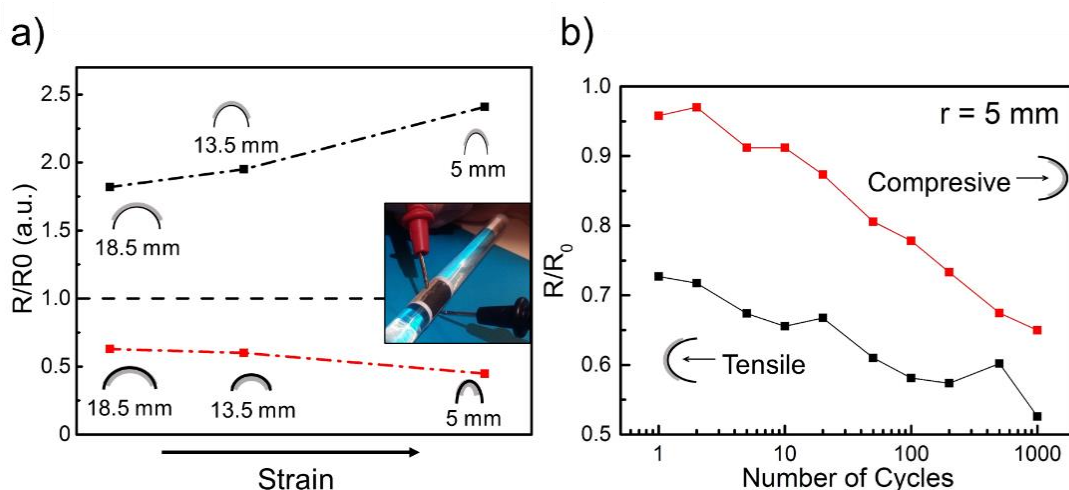 a)
R/R0 (a.u.)
2.5
2.0
1.5
1.0
0.5
0
18.5 mm
13.5 mm
5 mm
18.5 mm
13.5 mm
5 mm
Strain
b)
R/R₀
1.0
0.9
0.8
0.7
0.6
0.5
r = 5 mm
Compresive
Tensile
1 10 100 1000
Number of Cycles